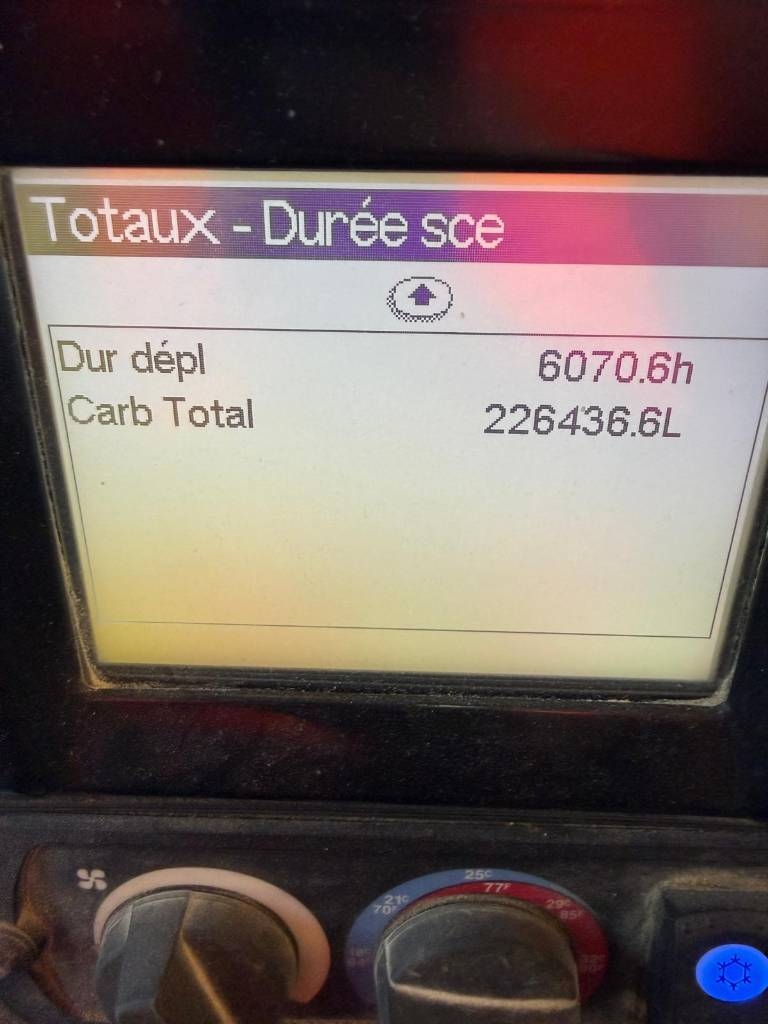 Totaux - Durée sce
Dur dépl 6070.6h
Carb Total 226436.6L
25c
77F
21c
70F
29c
85F